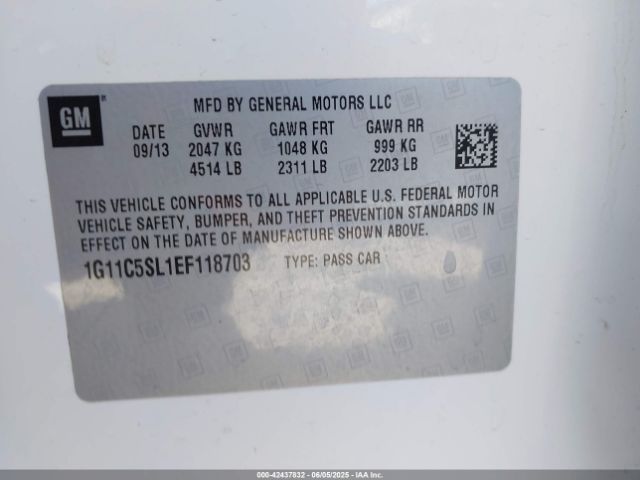 GM
MFD BY GENERAL MOTORS LLC
DATE GVWR GAWR FRT GAWR RR
09/13 2047 KG 1048 KG 999 KG
4514 LB 2311 LB 2203 LB
THIS VEHICLE CONFORMS TO ALL APPLICABLE U.S. FEDERAL MOTOR
VEHICLE SAFETY, BUMPER, AND THEFT PREVENTION STANDARDS IN
EFFECT ON THE DATE OF MANUFACTURE SHOWN ABOVE.
1G11C5SL1EF118703 TYPE: PASS CAR
000-42437832 - 06/05/2025 - IAAI.COM